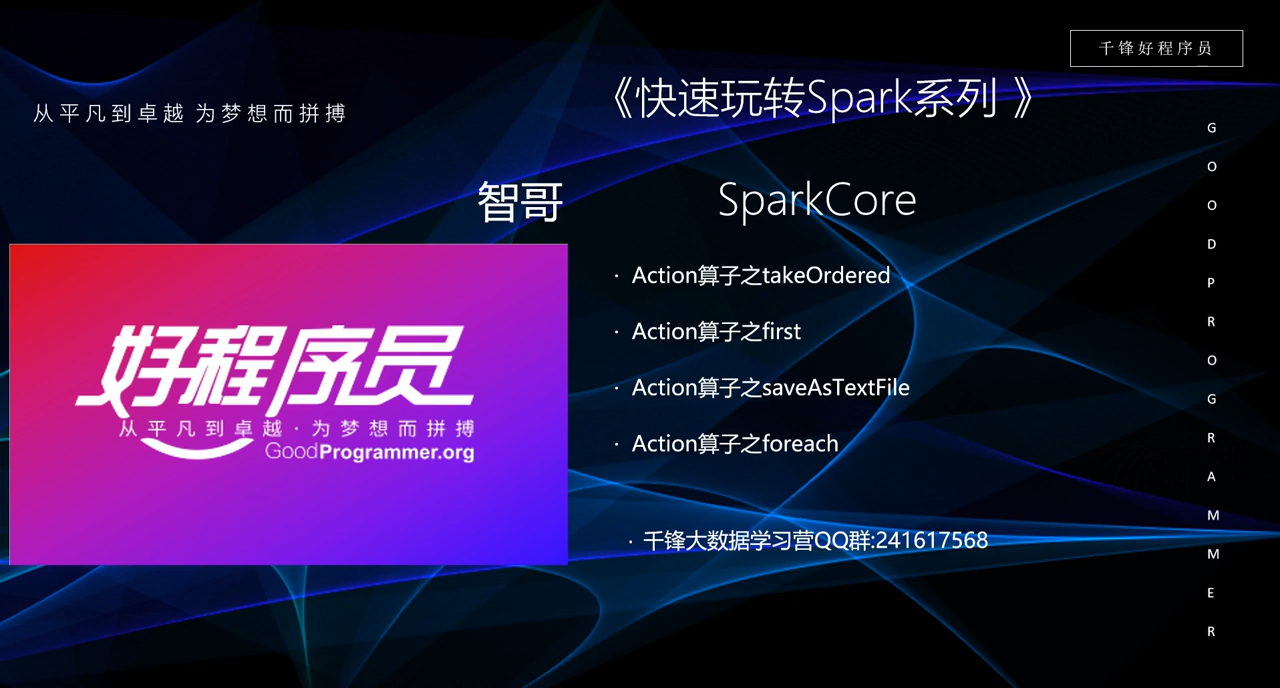 千锋好程序员
从平凡到卓越 为梦想而拼搏
《快速玩转Spark系列 》
智哥
SparkCore
· Action算子之takeOrdered
· Action算子之first
· Action算子之saveAsTextFile
· Action算子之foreach
· 千锋大数据学习营QQ群:241617568
好程序员
从平凡到卓越·为梦想而拼搏
GoodProgrammer.org
GOODPROGRAMMER